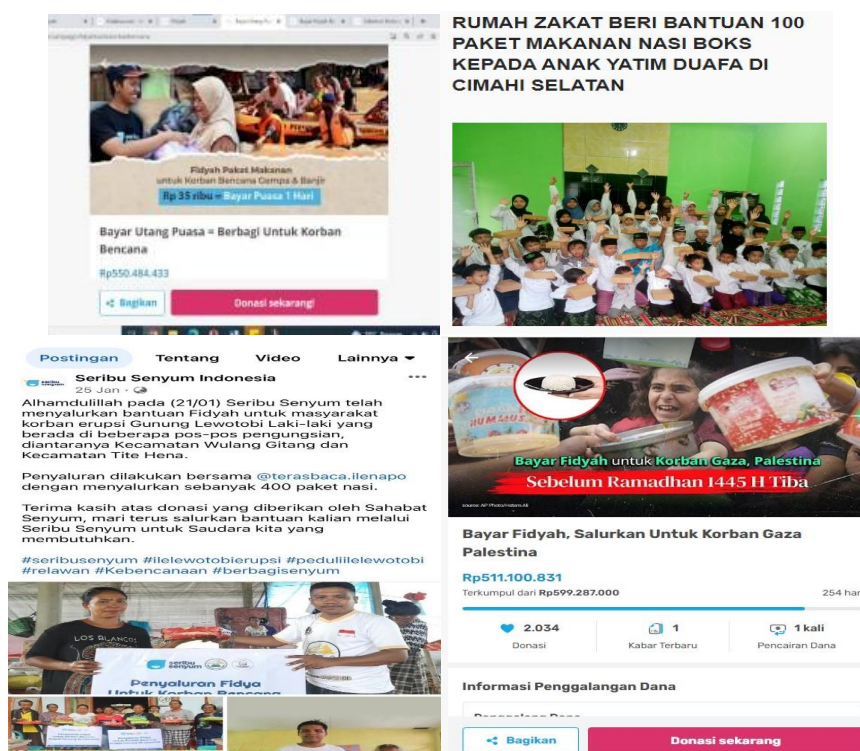 Fidyah Paket Makanan
untuk Korban Bencana Gempa & Banjir
Rp 35 ribu = Bayar Puasa 1 Hari
Bayar Utang Puasa = Berbagi Untuk Korban
Bencana
Rp550.484.433
Bagikan
Donasi sekarang!
RUMAH ZAKAT BERI BANTUAN 100
PAKET MAKANAN NASI BOKS
KEPADA ANAK YATIM DUAFA DI
CIMAHI SELATAN
Postingan Tentang Video Lainnya
Seribu Senyum Indonesia
25 Jan
Alhamdulillah pada (21/01) Seribu Senyum telah
menyalurkan bantuan Fidyah untuk masyarakat
korban erupsi Gunung Lewotobi Laki-laki yang
berada di beberapa pos-pos pengungsian,
diantaranya Kecamatan Wulang Gitang dan
Kecamatan Tite Hena.
Penyaluran dilakukan bersama @terasbaca.ilenapo
dengan menyalurkan sebanyak 400 paket nasi.
Terima kasih atas donasi yang diberikan oleh Sahabat
Senyum, mari terus salurkan bantuan kalian melalui
Seribu Senyum untuk Saudara kita yang
membutuhkan.
#seribusenyum #ilelewotobierupsi #peduliilelewotobi
#relawan #Kebencanaan #berbagisenyum
LOS BLANCOS
seribu
senyum
Penyaluran Fidya
Untuk Korban Bencana
HUMMUS
Bayar Fidyah untuk Korban Gaza, Palestina
Sebelum Ramadhan 1445 H Tiba
Bayar Fidyah, Salurkan Untuk Korban Gaza
Palestina
Rp511.100.831
Terkumpul dari Rp599.287.000
254 har
2.034
Donasi
1
Kabar Terbaru
1 kali
Pencairan Dana
Informasi Penggalangan Dana
Bagikan
Donasi sekarang